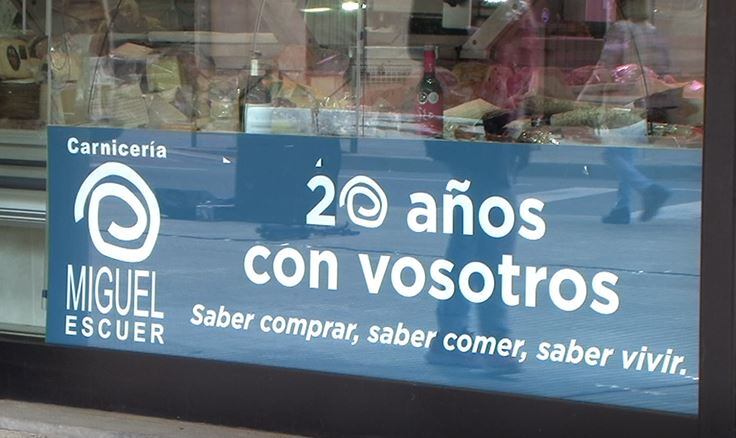 Carnicería
MIGUEL
ESCUER
20 años
con vosotros
Saber comprar, saber comer, saber vivir.